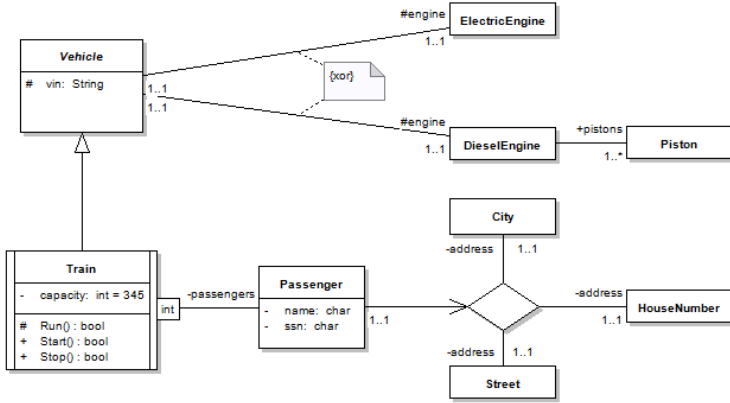 #engine
ElectricEngine
1..1
Vehicle
# vin: String
1..1
1..1
{xor}
#engine
1..1
DieselEngine
+pistons
1..*
Piston
City
-address
1..1
Train
- capacity: int = 345
# Run() : bool
+ Start() : bool
+ Stop() : bool
int
-passengers
Passenger
- name: char
- ssn: char
1..1
-address
1..1
HouseNumber
-address
1..1
Street